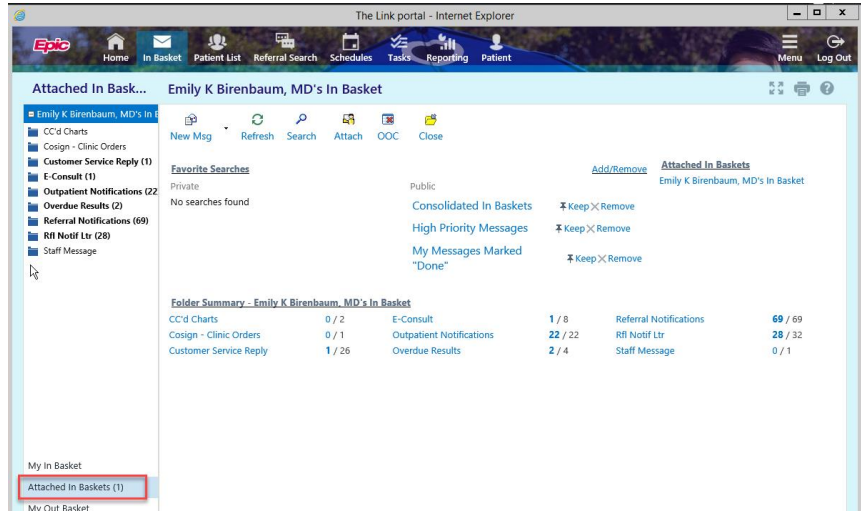 The Link portal - Internet Explorer
Epic
Home In Basket Patient List Referral Search Schedules Tasks Reporting Patient Menu Log Out
Attached In Bask... Emily K Birenbaum, MD's In Basket
Emily K Birenbaum, MD's In B
CC'd Charts
Cosign - Clinic Orders
Customer Service Reply (1)
E-Consult (1)
Outpatient Notifications (22
Overdue Results (2)
Referral Notifications (69)
Rfl Notif Ltr (28)
Staff Message
New Msg Refresh Search Attach OOC Close
Favorite Searches Add/Remove Attached In Baskets
Private Public Emily K Birenbaum, MD's In Basket
No searches found Consolidated In Baskets Keep Remove
High Priority Messages Keep Remove
My Messages Marked
"Done" Keep Remove
Folder Summary - Emily K Birenbaum, MD's In Basket
CC'd Charts 0 / 2 E-Consult 1 / 8 Referral Notifications 69 / 69
Cosign - Clinic Orders 0 / 1 Outpatient Notifications 22 / 22 Rfl Notif Ltr 28 / 32
Customer Service Reply 1 / 26 Overdue Results 2 / 4 Staff Message 0 / 1
My In Basket
Attached In Baskets (1)
My Out Basket